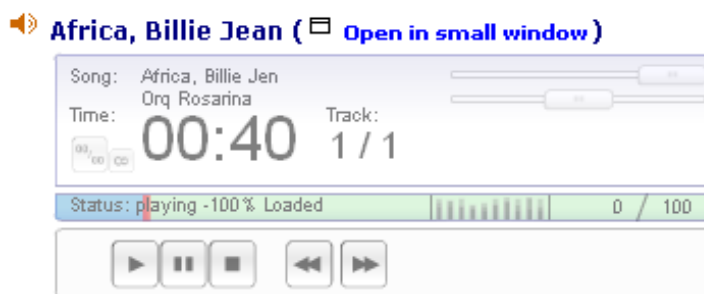 Africa, Billie Jean ( Open in small window)
Song: Africa, Billie Jen
Orq Rosarina
Time: 00:40 Track: 1 / 1
Status: playing -100% Loaded 0 / 100